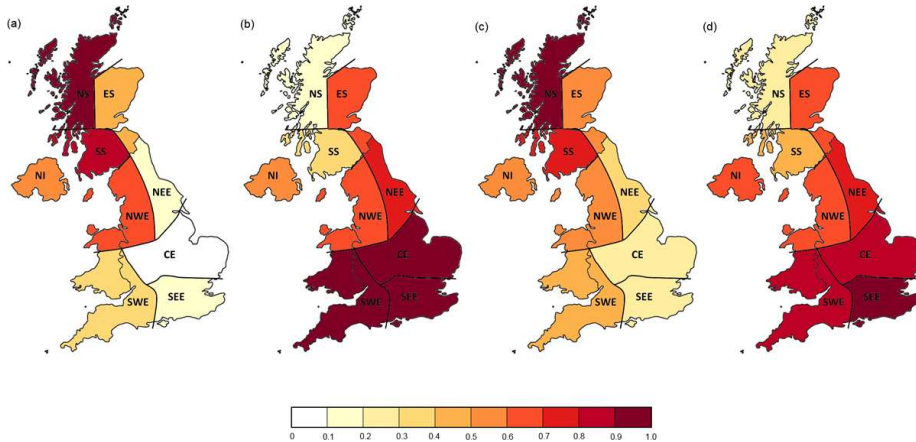 (a) (b) (c) (d)
NS ES NS ES NS ES NS ES
SS SS SS SS
NI NI NI NI
NEE NEE NEE NEE
NWE NWE NWE NWE
CE CE CE CE
SWE SEE SWE SEE SWE SEE SWE SEE
0 0.1 0.2 0.3 0.4 0.5 0.6 0.7 0.8 0.9 1.0